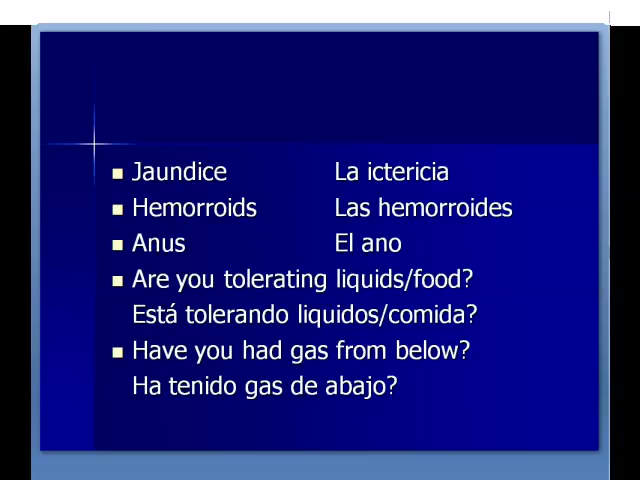 Jaundice La ictericia
Hemorroids Las hemorroides
Anus El ano
Are you tolerating liquids/food?
Está tolerando liquidos/comida?
Have you had gas from below?
Ha tenido gas de abajo?